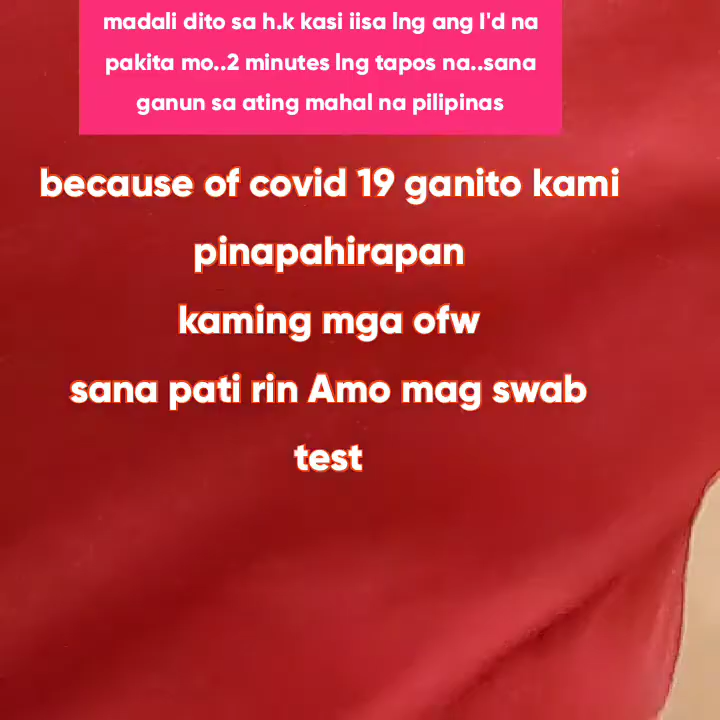 madali dito sa h.k kasi iisa lng ang I'd na
pakita mo..2 minutes lng tapos na..sana
ganun sa ating mahal na pilipinas
because of covid 19 ganito kami
pinapahirapan
kaming mga ofw
sana pati rin Amo mag swab
test